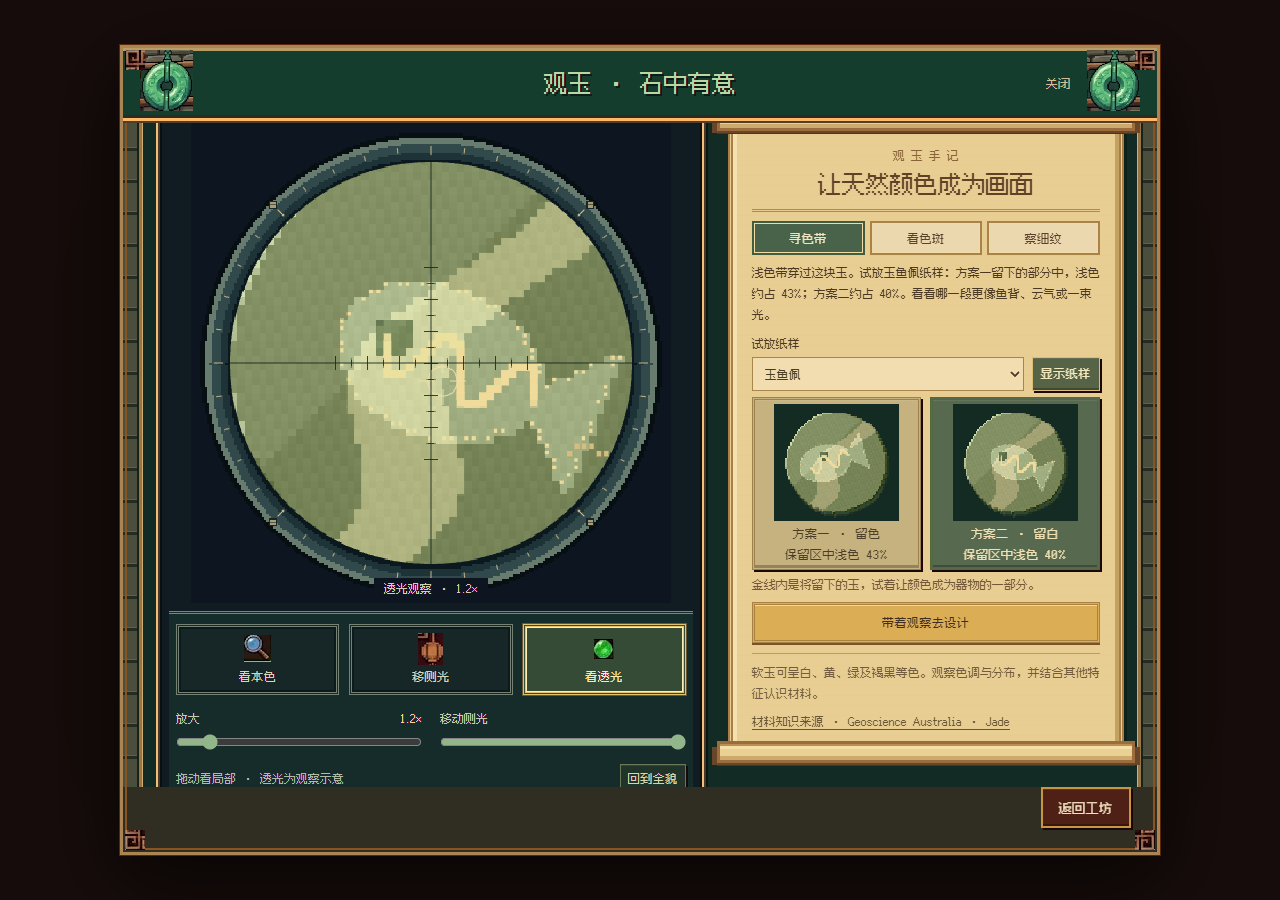 观玉 · 石中有意
关闭
透光观察 · 1.2×
看本色
移侧光
看透光
放大
1.2×
移动侧光
拖动看局部 · 透光为观察示意
回到全貌
观玉手记
让天然颜色成为画面
寻色带
看色斑
察细纹
浅色带穿过这块玉。试放玉鱼佩纸样：方案一留下的部分中，浅色
约占 43%；方案二约占 40%。看看哪一段更像鱼背、云气或一束
光。
试放纸样
玉鱼佩
显示纸样
方案一 · 留色
保留区中浅色 43%
方案二 · 留白
保留区中浅色 40%
金线内是将留下的玉，试着让颜色成为器物的一部分。
带着观察去设计
软玉可呈白、黄、绿及褐黑等色。观察色调与分布，并结合其他特
征认识材料。
材料知识来源 · Geoscience Australia · Jade
返回工坊